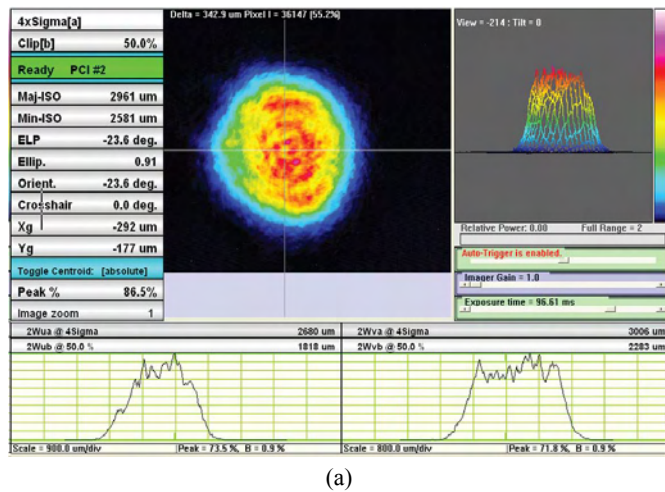 4xSigma[a]
Clip[b] 50.0%
Ready PCI #2
Maj-ISO 2961 um
Min-ISO 2581 um
ELP -23.6 deg.
Ellip. 0.91
Orient. -23.6 deg.
Crosshair 0.0 deg.
Xg -292 um
Yg -177 um
Toggle Centroid: [absolute]
Peak % 86.5%
Image zoom 1
Delta = 342.9 um Pixel I = 36147 (55.2%)
View = -214 : Tilt = 0
Relative Power: 0.00 Full Range = 2
Auto-Trigger is enabled.
Imager Gain = 1.0
Exposure time = 96.61 ms
2Wua @ 4Sigma 2680 um
2Wub @ 50.0 % 1818 um
Scale = 900.0 um/div Peak = 73.5 %, B = 0.9 %
2Wva @ 4Sigma 3006 um
2Wvb @ 50.0 % 2283 um
Scale = 800.0 um/div Peak = 71.8 %, B = 0.9 %
(a)